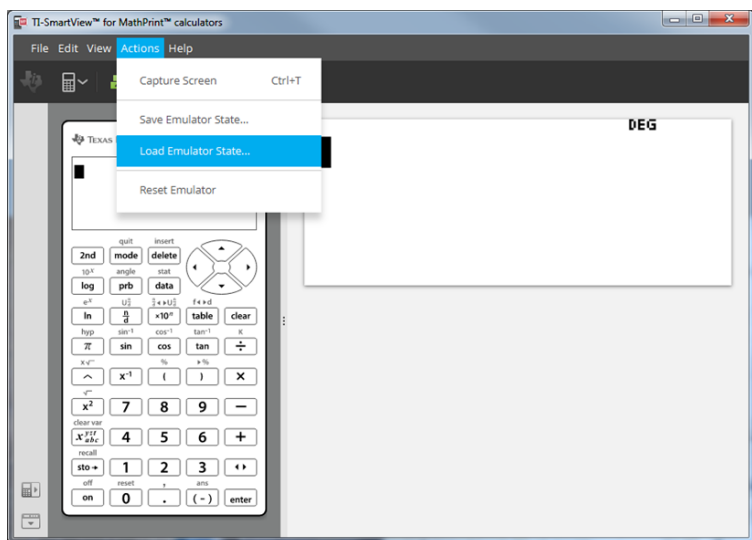 TI-SmartView™ for MathPrint™ calculators
File Edit View Actions Help
Capture Screen Ctrl+T
Save Emulator State...
Load Emulator State...
Reset Emulator
DEG
TEXAS
quit insert
2nd mode delete
10ˣ angle stat
log prb data
eˣ f◂▸d
ln n/d ×10ⁿ table clear
hyp sin⁻¹ cos⁻¹ tan⁻¹ K
π sin cos tan ÷
% ▸%
^ x⁻¹ ( ) ×
√
x² 7 8 9 −
clear var
x yzt abc 4 5 6 +
recall
sto→ 1 2 3 ◂▸
off reset , ans
on 0 . (-) enter